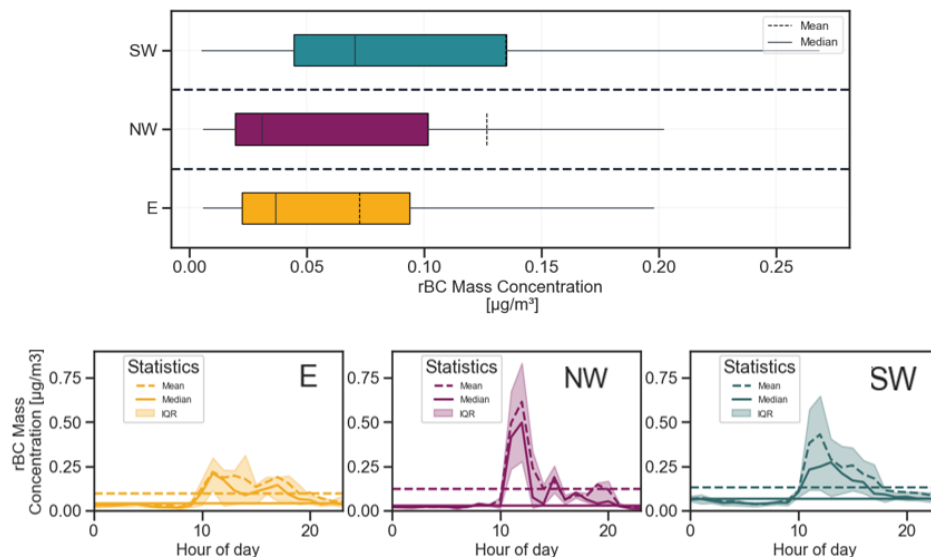 SW
NW
E
Mean
Median
0.00 0.05 0.10 0.15 0.20 0.25
rBC Mass Concentration
[µg/m³]
rBC Mass
Concentration [µg/m3]
0.75
0.50
0.25
0.00
Statistics
Mean
Median
IQR
E
0 10 20
Hour of day
0.75
0.50
0.25
0.00
Statistics
Mean
Median
IQR
NW
0 10 20
Hour of day
0.75
0.50
0.25
0.00
Statistics
Mean
Median
IQR
SW
0 10 20
Hour of day